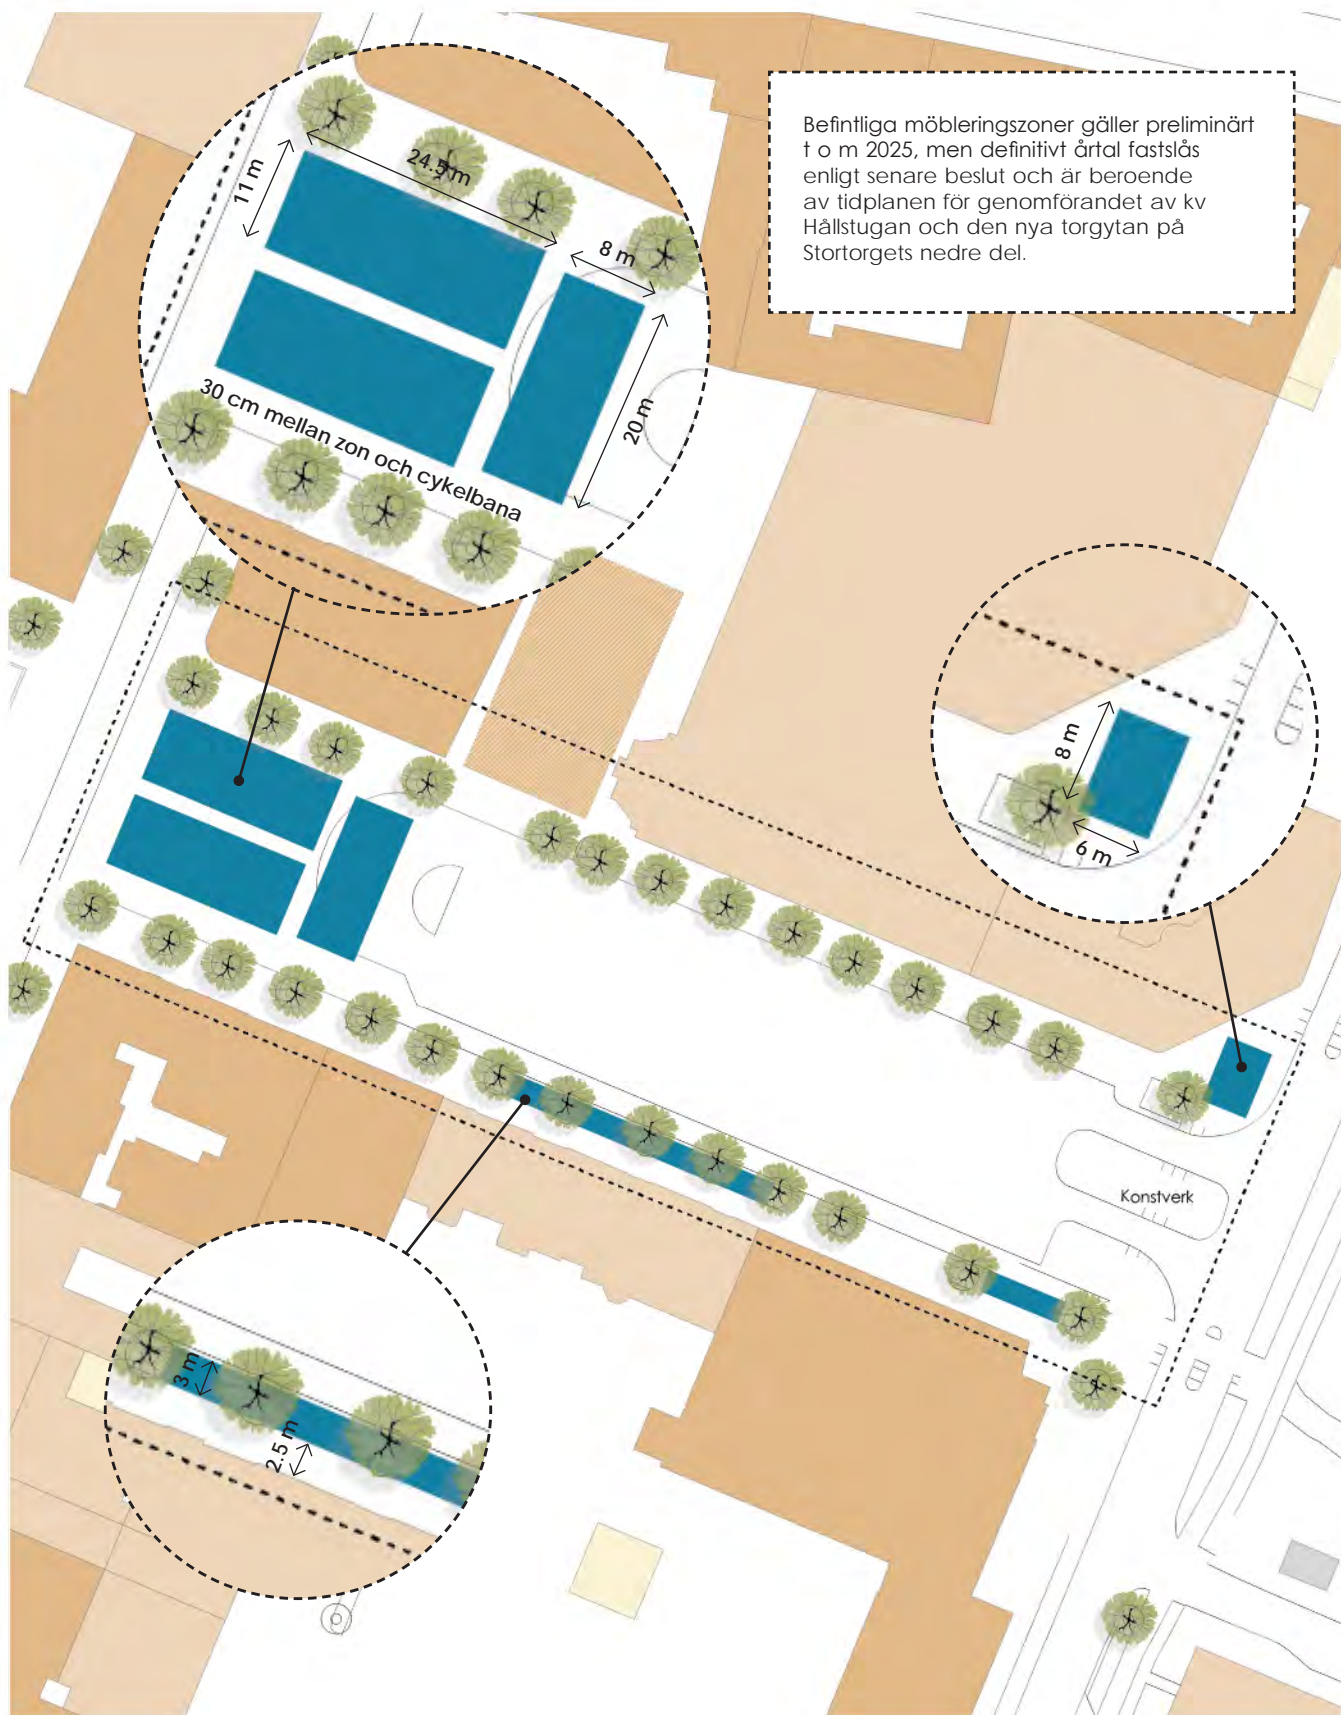 Befintliga möbleringszoner gäller preliminärt
t o m 2025, men definitivt årtal fastslås
enligt senare beslut och är beroende
av tidplanen för genomförandet av kv
Hållstugan och den nya torgytan på
Stortorgets nedre del.
11 m
24.5 m
8 m
20 m
30 cm mellan zon och cykelbana
8 m
6 m
Konstverk
3 m
2.5 m